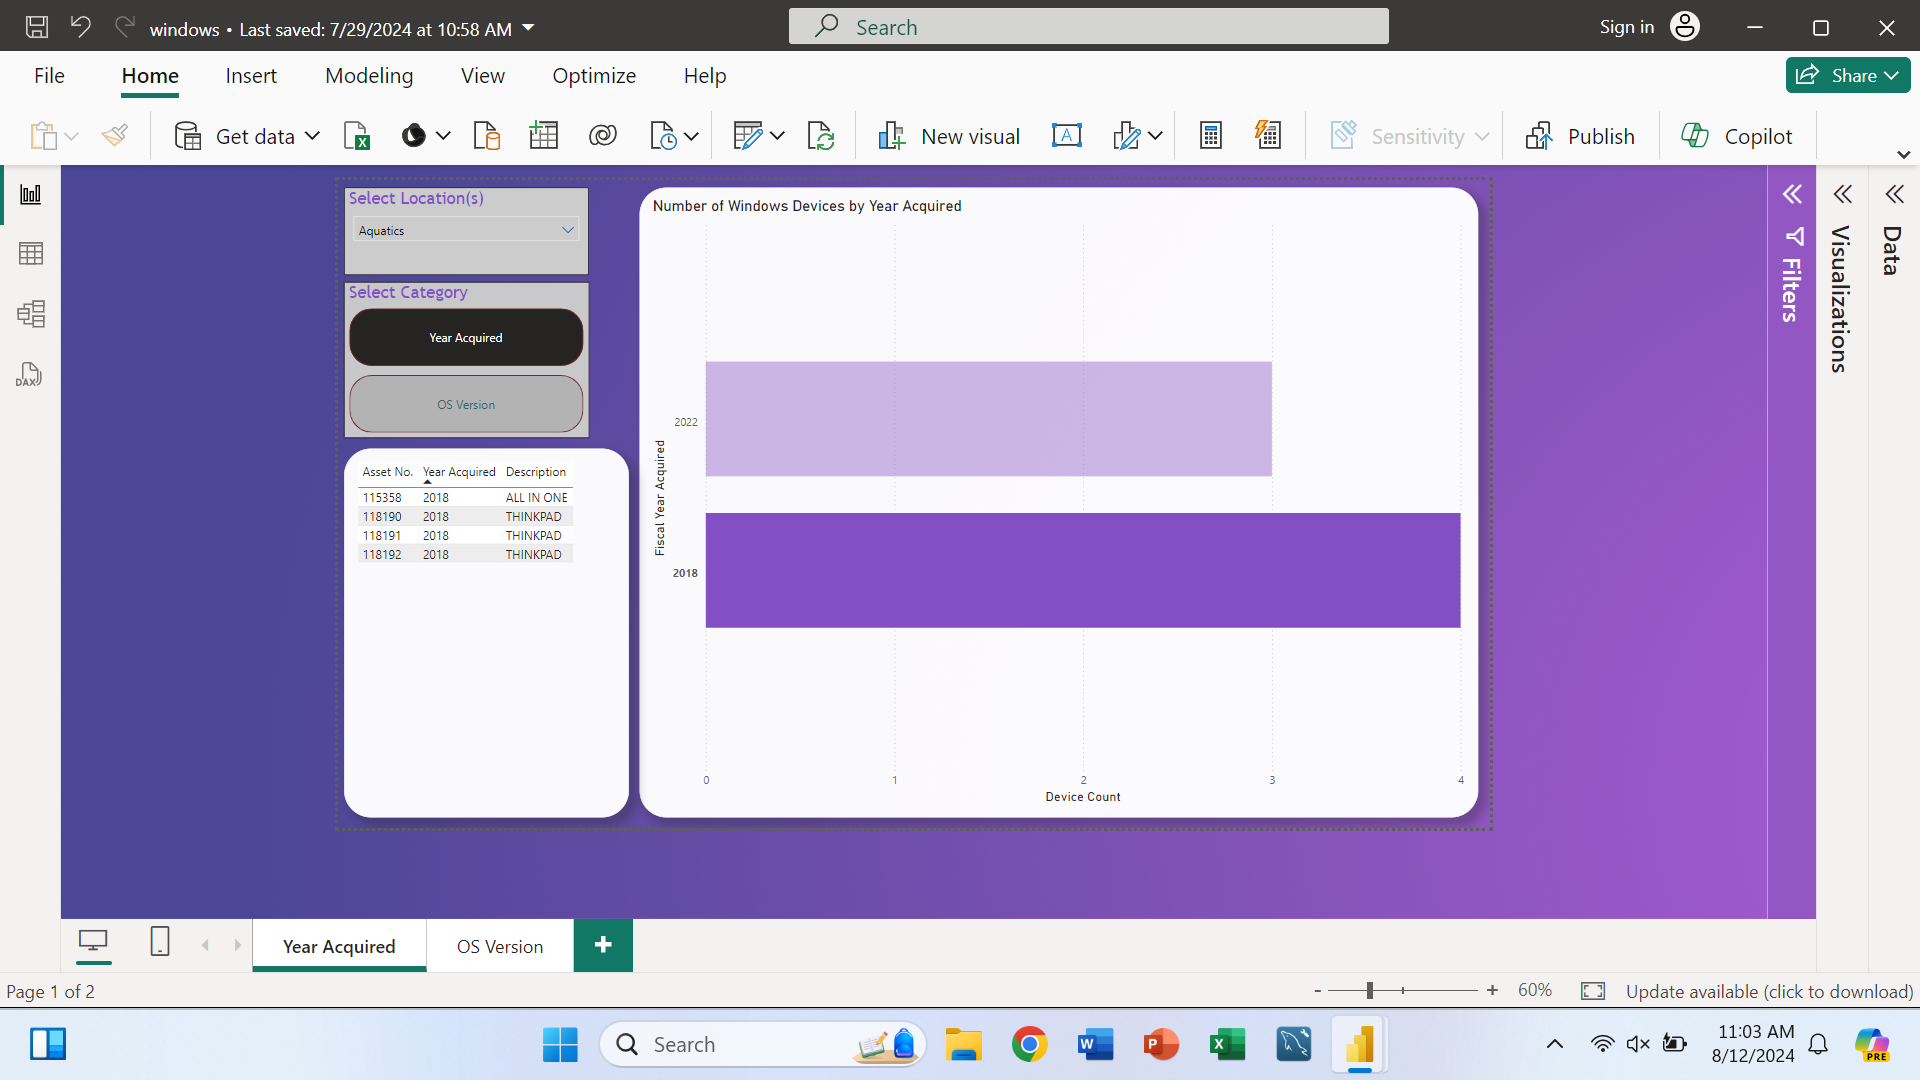 windows • Last saved: 7/29/2024 at 10:58 AM
Search
Sign in
File Home Insert Modeling View Optimize Help
Share
Get data
New visual
A
Sensitivity
Publish
Copilot
DAX
Select Location(s)
Aquatics
Select Category
Year Acquired
OS Version
Asset No. Year Acquired Description
115358 2018 ALL IN ONE
118190 2018 THINKPAD
118191 2018 THINKPAD
118192 2018 THINKPAD
Number of Windows Devices by Year Acquired
Fiscal Year Acquired
2022
2018
0 1 2 3 4
Device Count
Filters
Visualizations
Data
Year Acquired OS Version +
Page 1 of 2
- + 60% Update available (click to download)
Search
W
P
X
11:03 AM
8/12/2024
PRE